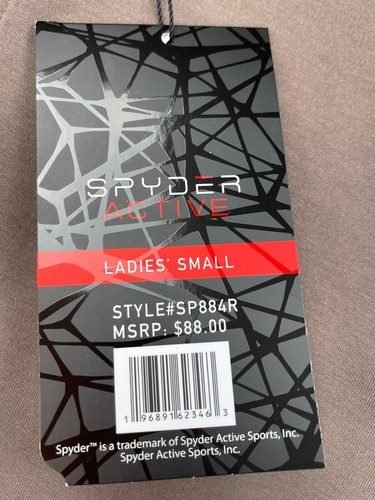 SPYDER
ACTIVE
LADIES' SMALL
STYLE#SP884R
MSRP: $88.00
1 96891 62346 3
Spyder™ is a trademark of Spyder Active Sports, Inc.
Spyder Active Sports, Inc.